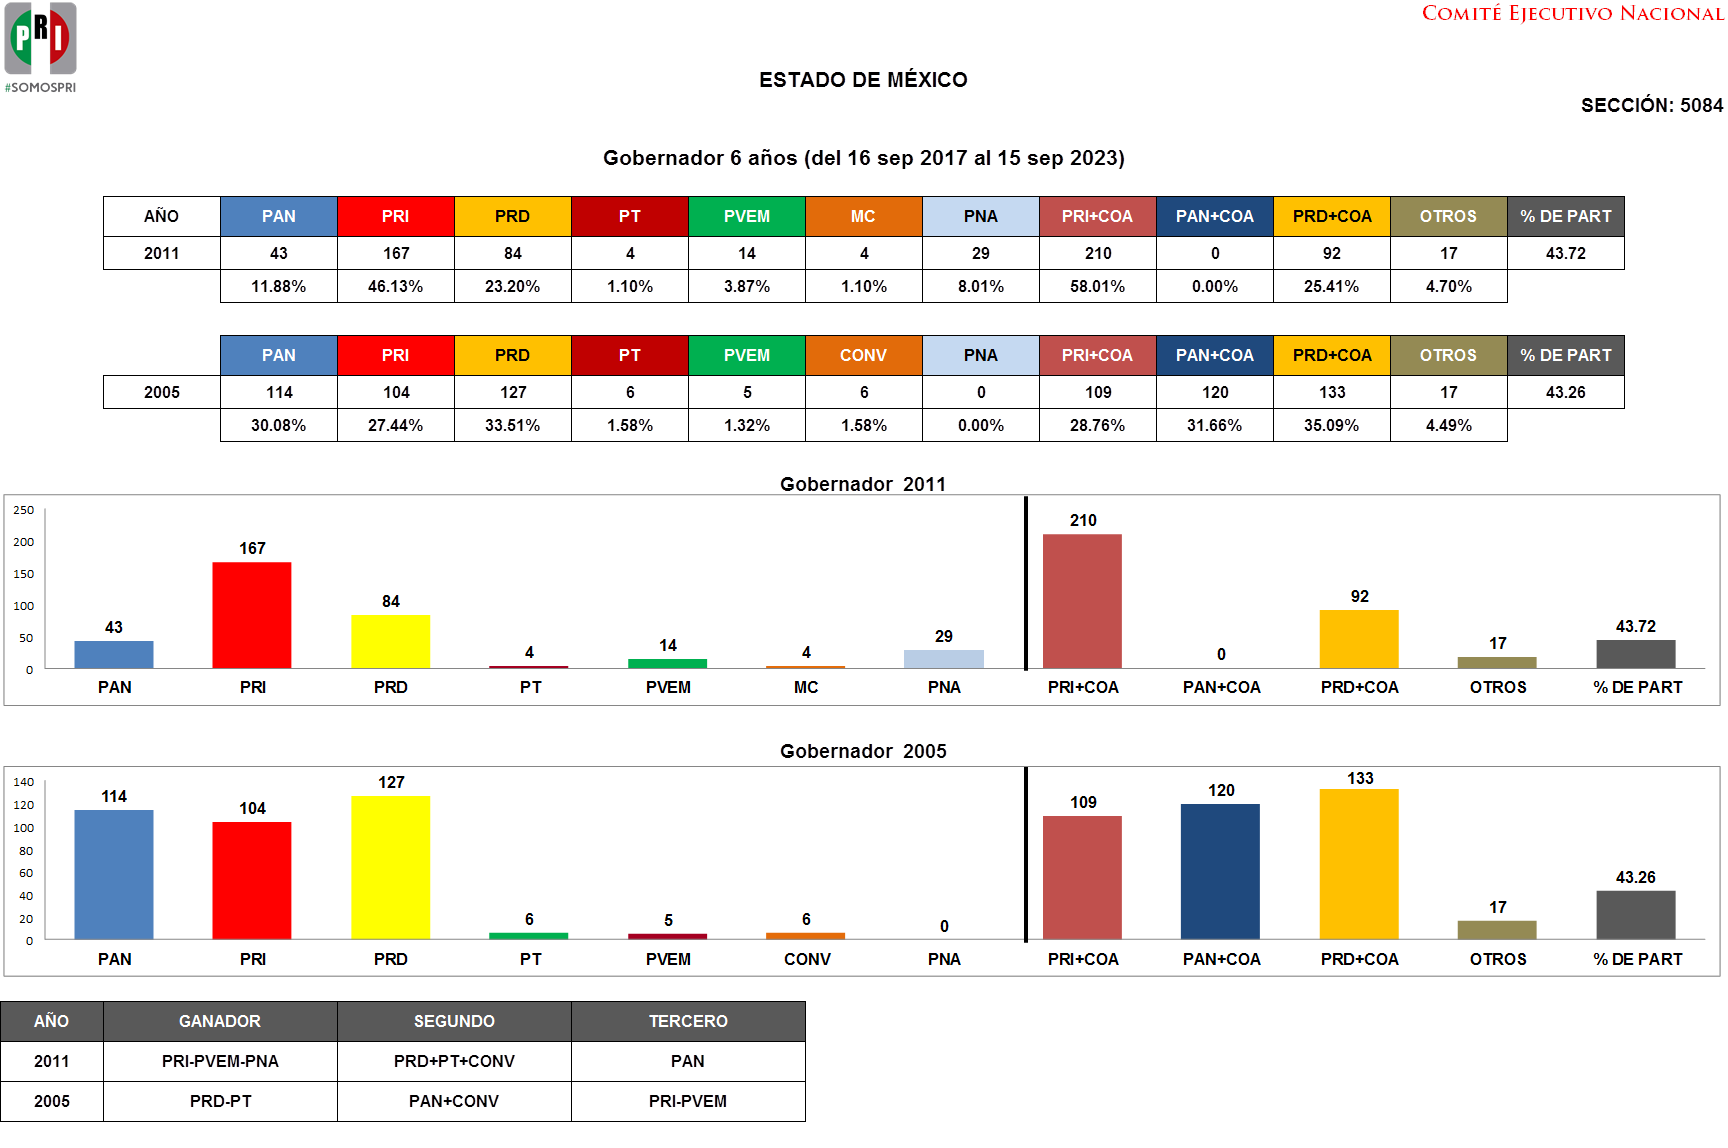 PRI
#SOMOSPRI
COMITÉ EJECUTIVO NACIONAL
ESTADO DE MÉXICO
SECCIÓN: 5084
Gobernador 6 años (del 16 sep 2017 al 15 sep 2023)
AÑO PAN PRI PRD PT PVEM MC PNA PRI+COA PAN+COA PRD+COA OTROS % DE PART
2011 43 167 84 4 14 4 29 210 0 92 17 43.72
11.88% 46.13% 23.20% 1.10% 3.87% 1.10% 8.01% 58.01% 0.00% 25.41% 4.70%
PAN PRI PRD PT PVEM CONV PNA PRI+COA PAN+COA PRD+COA OTROS % DE PART
2005 114 104 127 6 5 6 0 109 120 133 17 43.26
30.08% 27.44% 33.51% 1.58% 1.32% 1.58% 0.00% 28.76% 31.66% 35.09% 4.49%
Gobernador 2011
250
200
150
100
50
0
43 167 84 4 14 4 29 210 0 92 17 43.72
PAN PRI PRD PT PVEM MC PNA PRI+COA PAN+COA PRD+COA OTROS % DE PART
Gobernador 2005
140
120
100
80
60
40
20
0
114 104 127 6 5 6 0 109 120 133 17 43.26
PAN PRI PRD PT PVEM CONV PNA PRI+COA PAN+COA PRD+COA OTROS % DE PART
AÑO GANADOR SEGUNDO TERCERO
2011 PRI-PVEM-PNA PRD+PT+CONV PAN
2005 PRD-PT PAN+CONV PRI-PVEM